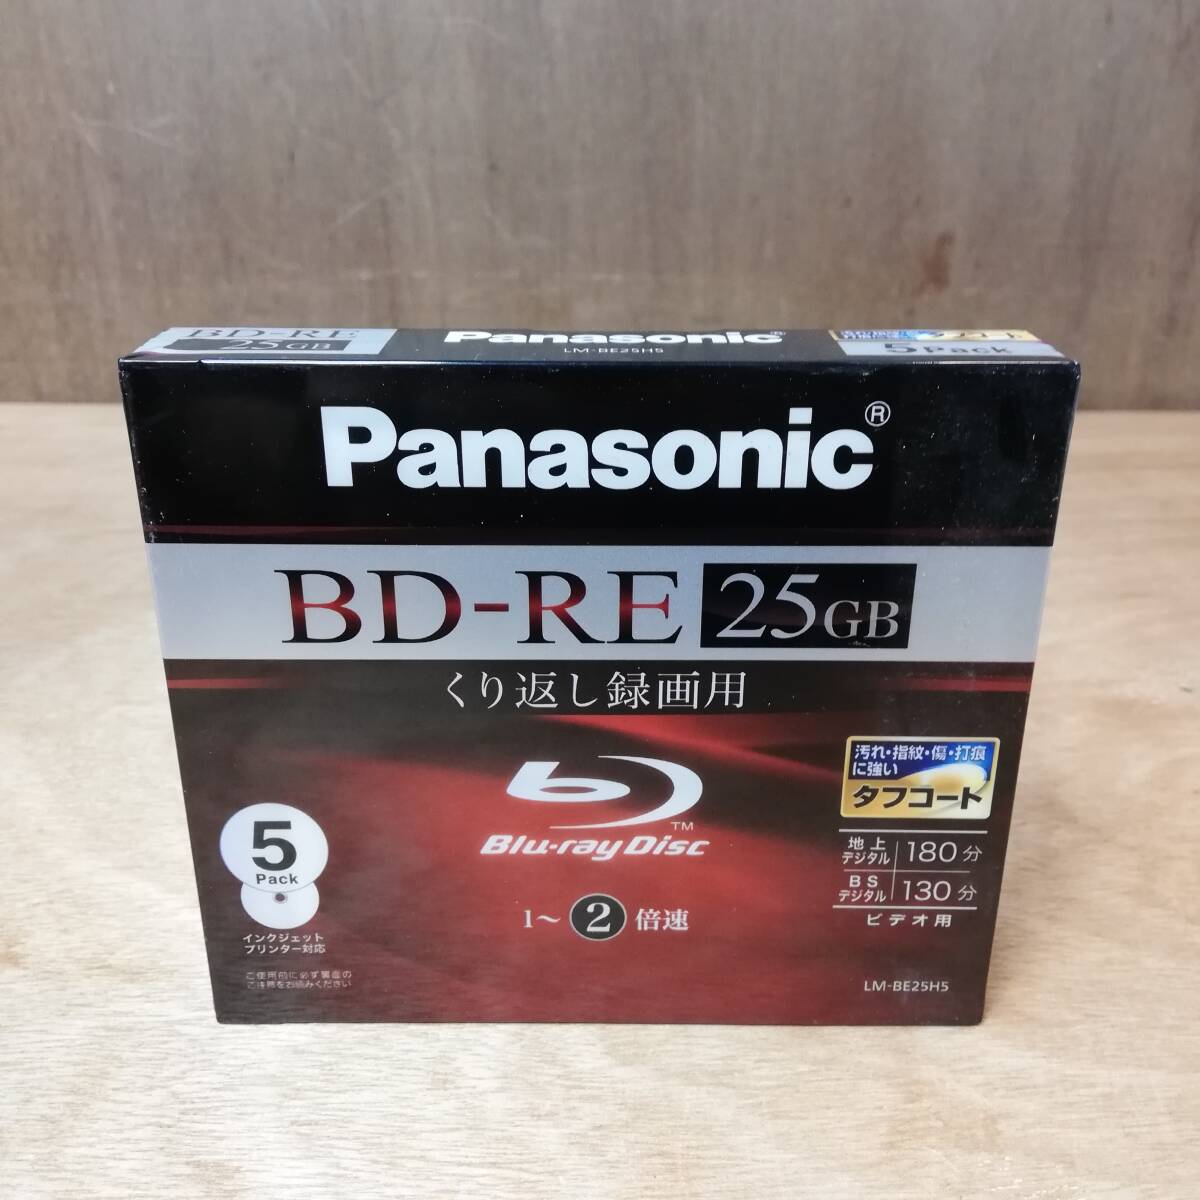 BD-RE
25GB
Panasonic®
LM-BE25H5
5 Pack
Panasonic®
BD-RE 25GB
くり返し録画用
汚れ・指紋・傷・打痕
に強い
タフコート
Blu-ray Disc™
5
Pack
地上
デジタル 180分
BS
デジタル 130分
ビデオ用
1～2倍速
インクジェット
プリンター対応
ご使用前に必ず裏面の
ご注意をお読みください
LM-BE25H5